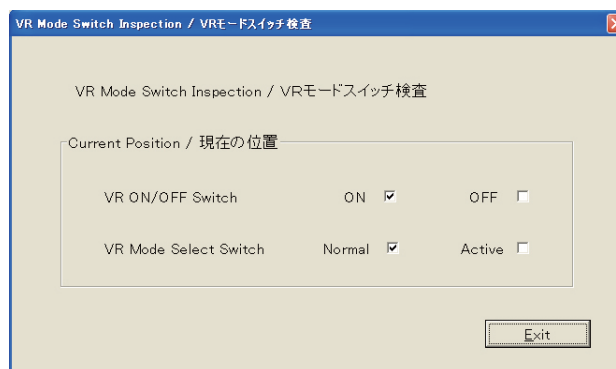 VR Mode Switch Inspection / VRモードスイッチ検査
VR Mode Switch Inspection / VRモードスイッチ検査
Current Position / 現在の位置
VR ON/OFF Switch ON OFF
VR Mode Select Switch Normal Active
Exit